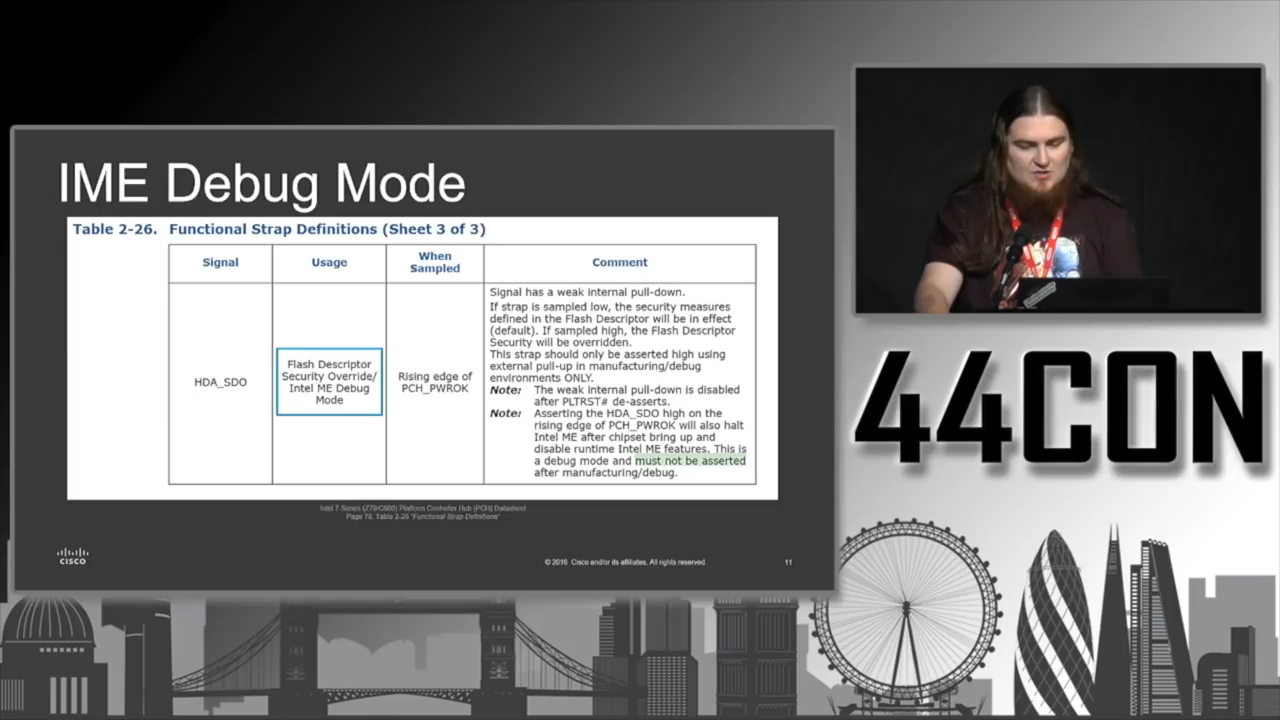 IME Debug Mode
Table 2-26. Functional Strap Definitions (Sheet 3 of 3)
Signal
Usage
When
Sampled
Comment
HDA_SDO
Flash Descriptor
Security Override/
Intel ME Debug
Mode
Rising edge of
PCH_PWROK
Signal has a weak internal pull-down.
If strap is sampled low, the security measures
defined in the Flash Descriptor will be in effect
(default). If sampled high, the Flash Descriptor
Security will be overridden.
This strap should only be asserted high using
external pull-up in manufacturing/debug
environments ONLY.
Note: The weak internal pull-down is disabled
after PLTRST# de-asserts.
Note: Asserting the HDA_SDO high on the
rising edge of PCH_PWROK will also halt
Intel ME after chipset bring up and
disable runtime Intel ME features. This is
a debug mode and must not be asserted
after manufacturing/debug.
Platform Controller Hub (PCH) Datasheet
Table 2-26 "Functional Strap Definitions"
CISCO
© 2016 Cisco and/or its affiliates. All rights reserved.
11
44CON